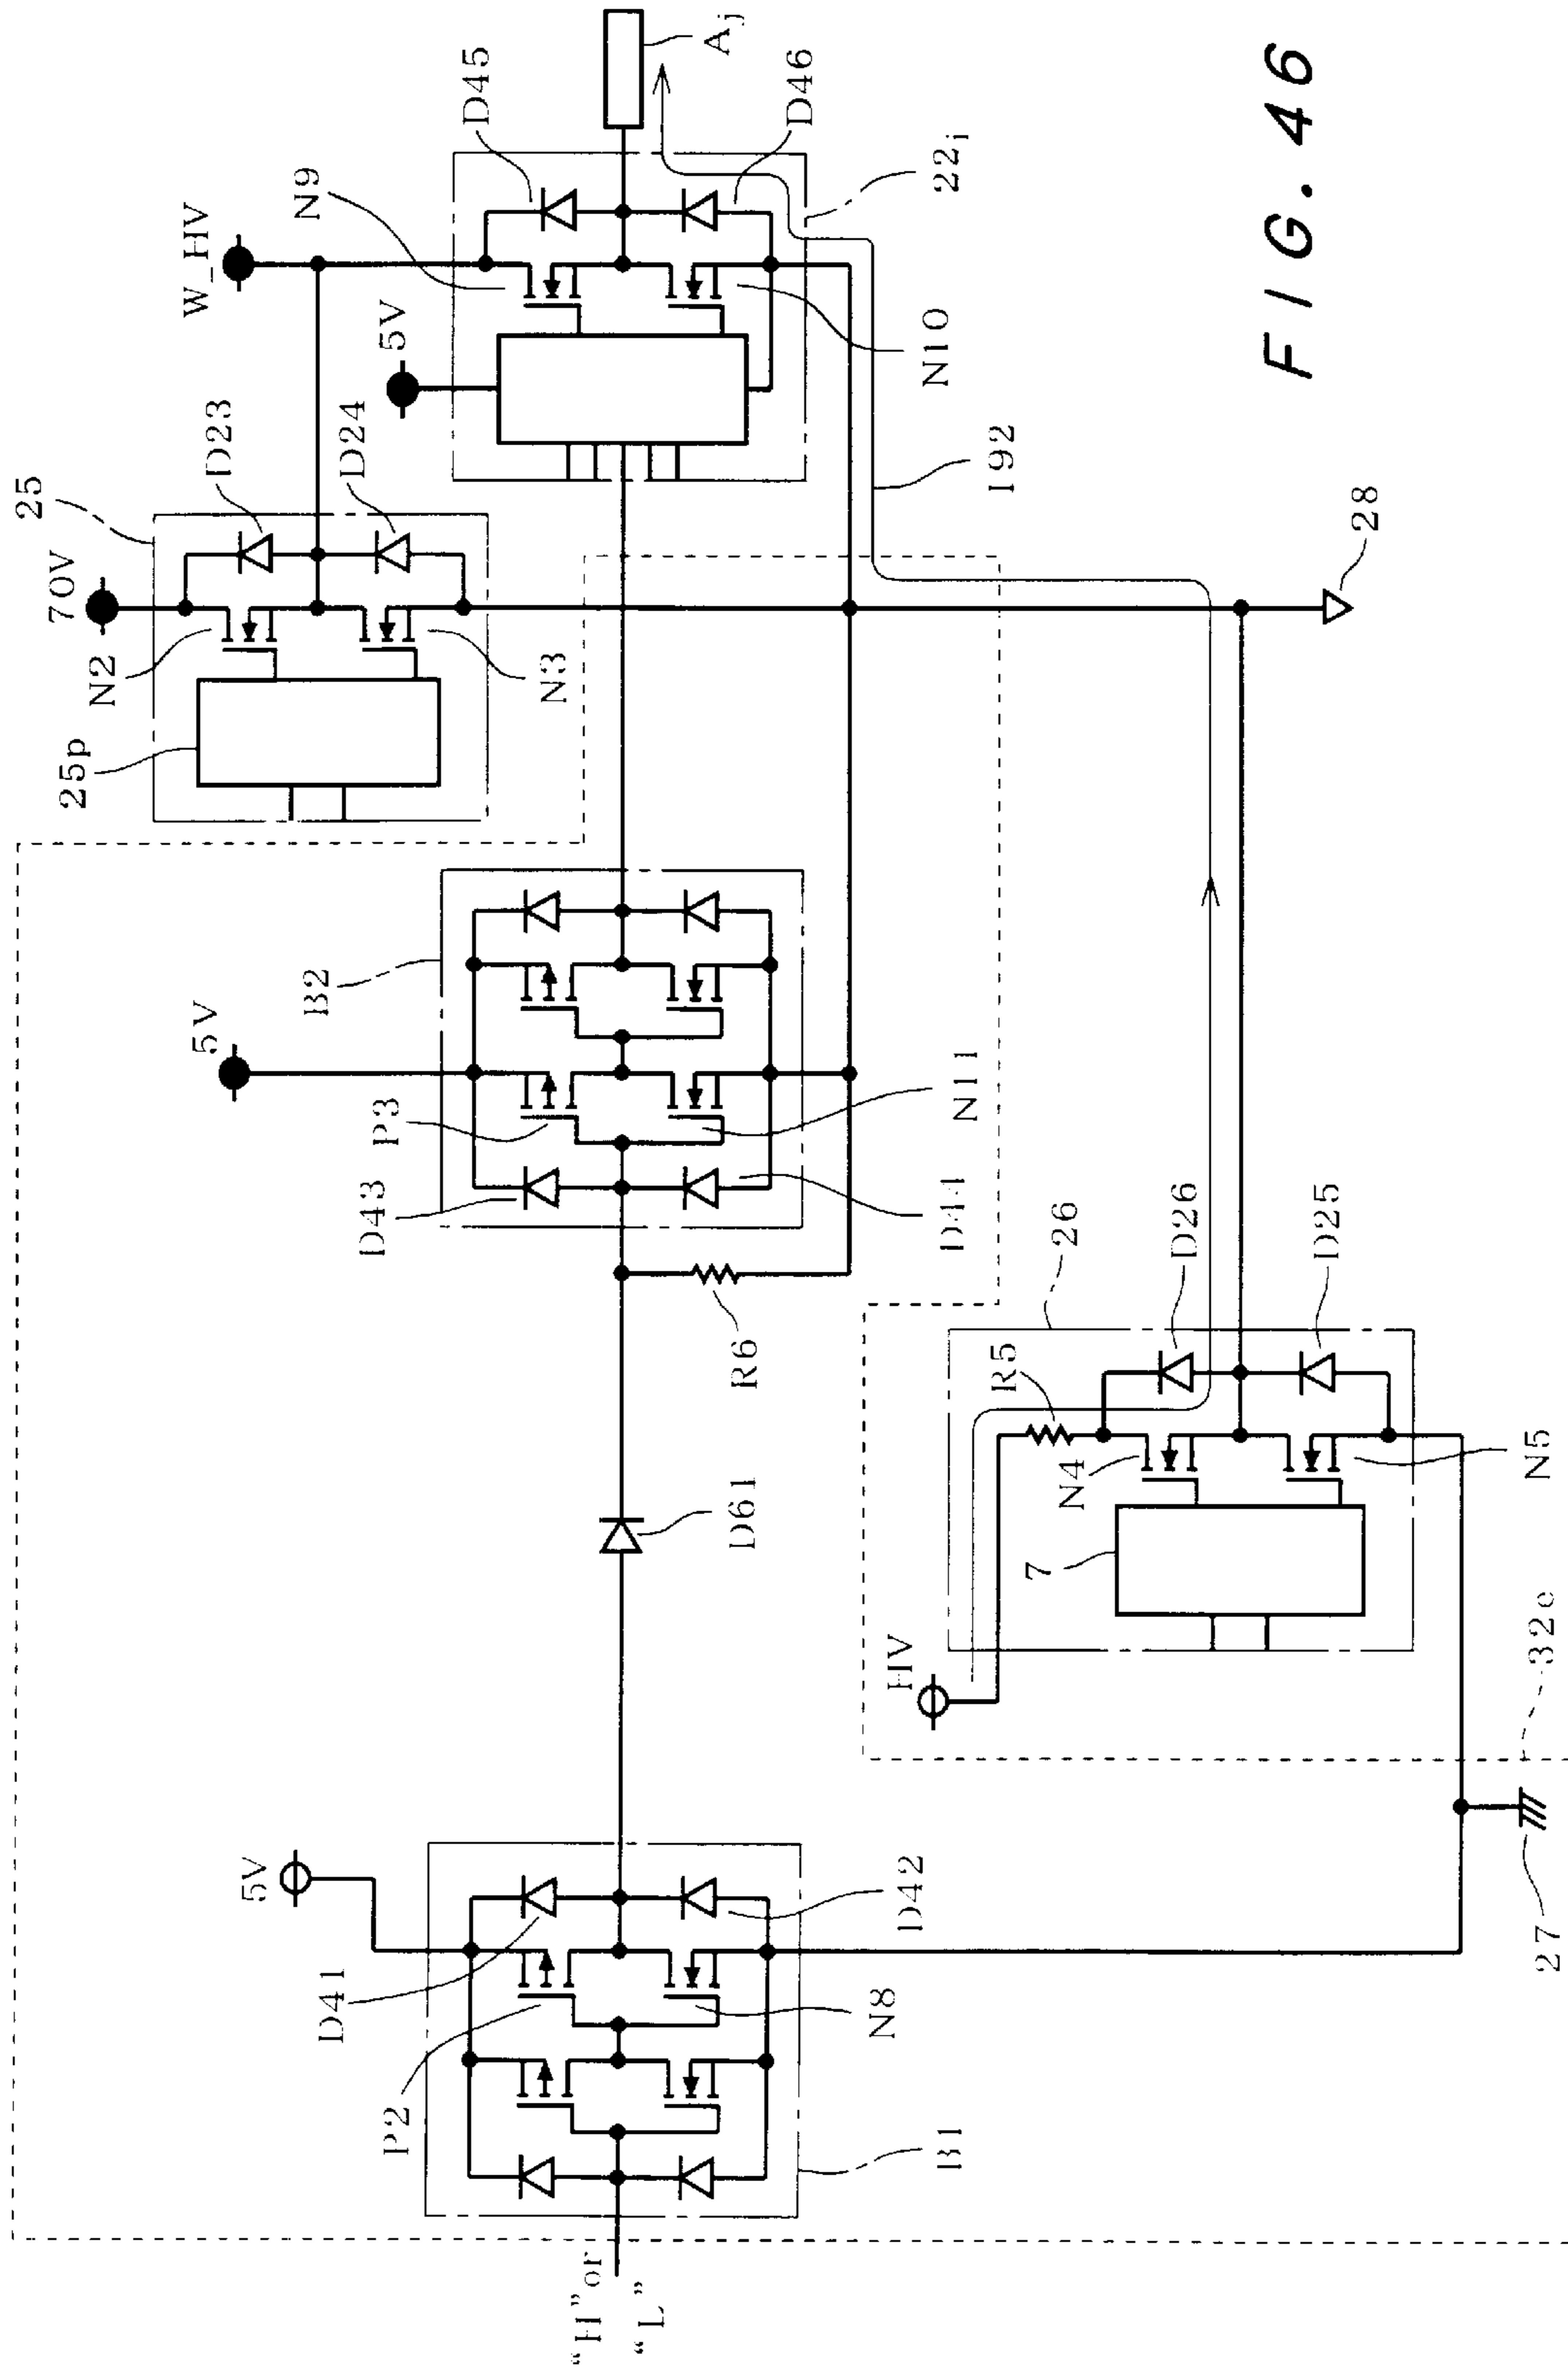 70V
25
N2
D23
D24
25p
N3
W_HV
N9
5V
D45
Aj
D46
22j
N10
192
28
5V
B2
P3
D43
N11
D44
R6
D61
HV
R5
26
N4
7
D26
D25
N5
5V
D41
P2
D42
N8
B1
"H" or
"L"
27
32e
FIG. 46